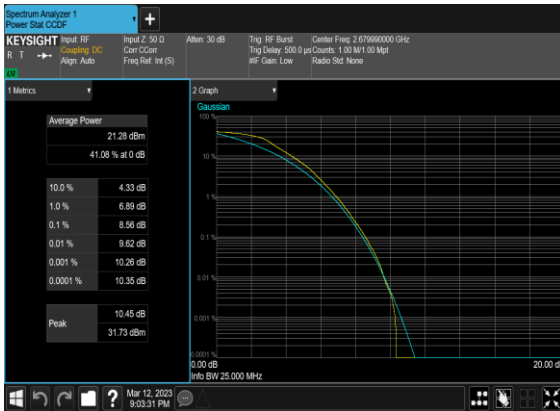 Spectrum Analyzer 1
Power Stat CCDF
+
KEYSIGHT
R T
LXI
Input: RF
Coupling: DC
Align: Auto
Input Z: 50 Ω
Corr CCorr
Freq Ref: Int (S)
Atten: 30 dB
Trig: RF Burst
Trig Delay: 500.0 µs
#IF Gain: Low
Center Freq: 2.679990000 GHz
Counts: 1.00 M/1.00 Mpt
Radio Std: None
1 Metrics
Average Power
21.28 dBm
41.08 % at 0 dB
10.0 % 4.33 dB
1.0 % 6.89 dB
0.1 % 8.56 dB
0.01 % 9.62 dB
0.001 % 10.26 dB
0.0001 % 10.35 dB
Peak
10.45 dB
31.73 dBm
2 Graph
Gaussian
100 %
10 %
1 %
0.1 %
0.01 %
0.001 %
0.0001 %
0.00 dB
20.00 d
Info BW 25.000 MHz
?
Mar 12, 2023
9:03:31 PM